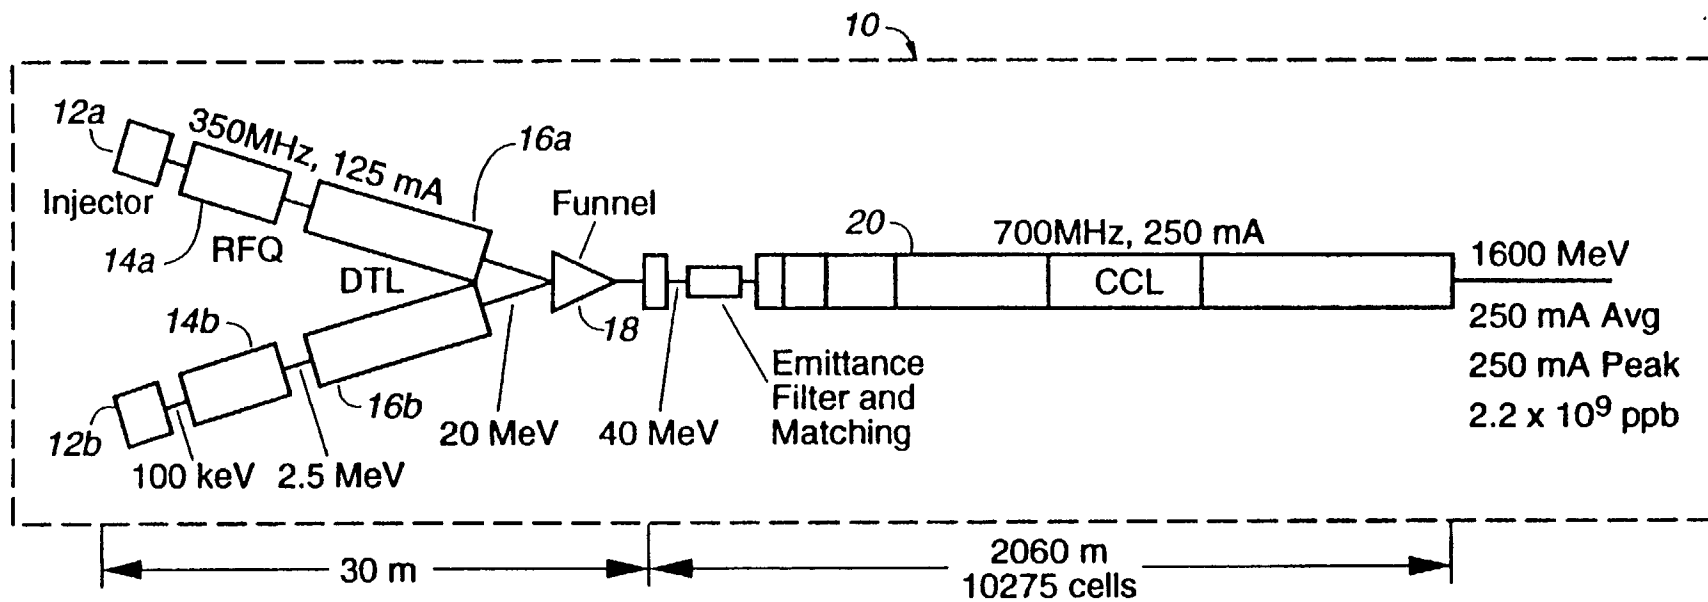 10
12a
350MHz, 125 mA
16a
Injector
14a
RFQ
DTL
Funnel
18
20
700MHz, 250 mA
CCL
1600 MeV
250 mA Avg
250 mA Peak
2.2 x 10⁹ ppb
14b
16b
12b
100 keV
2.5 MeV
20 MeV
40 MeV
Emittance
Filter and
Matching
30 m
2060 m
10275 cells